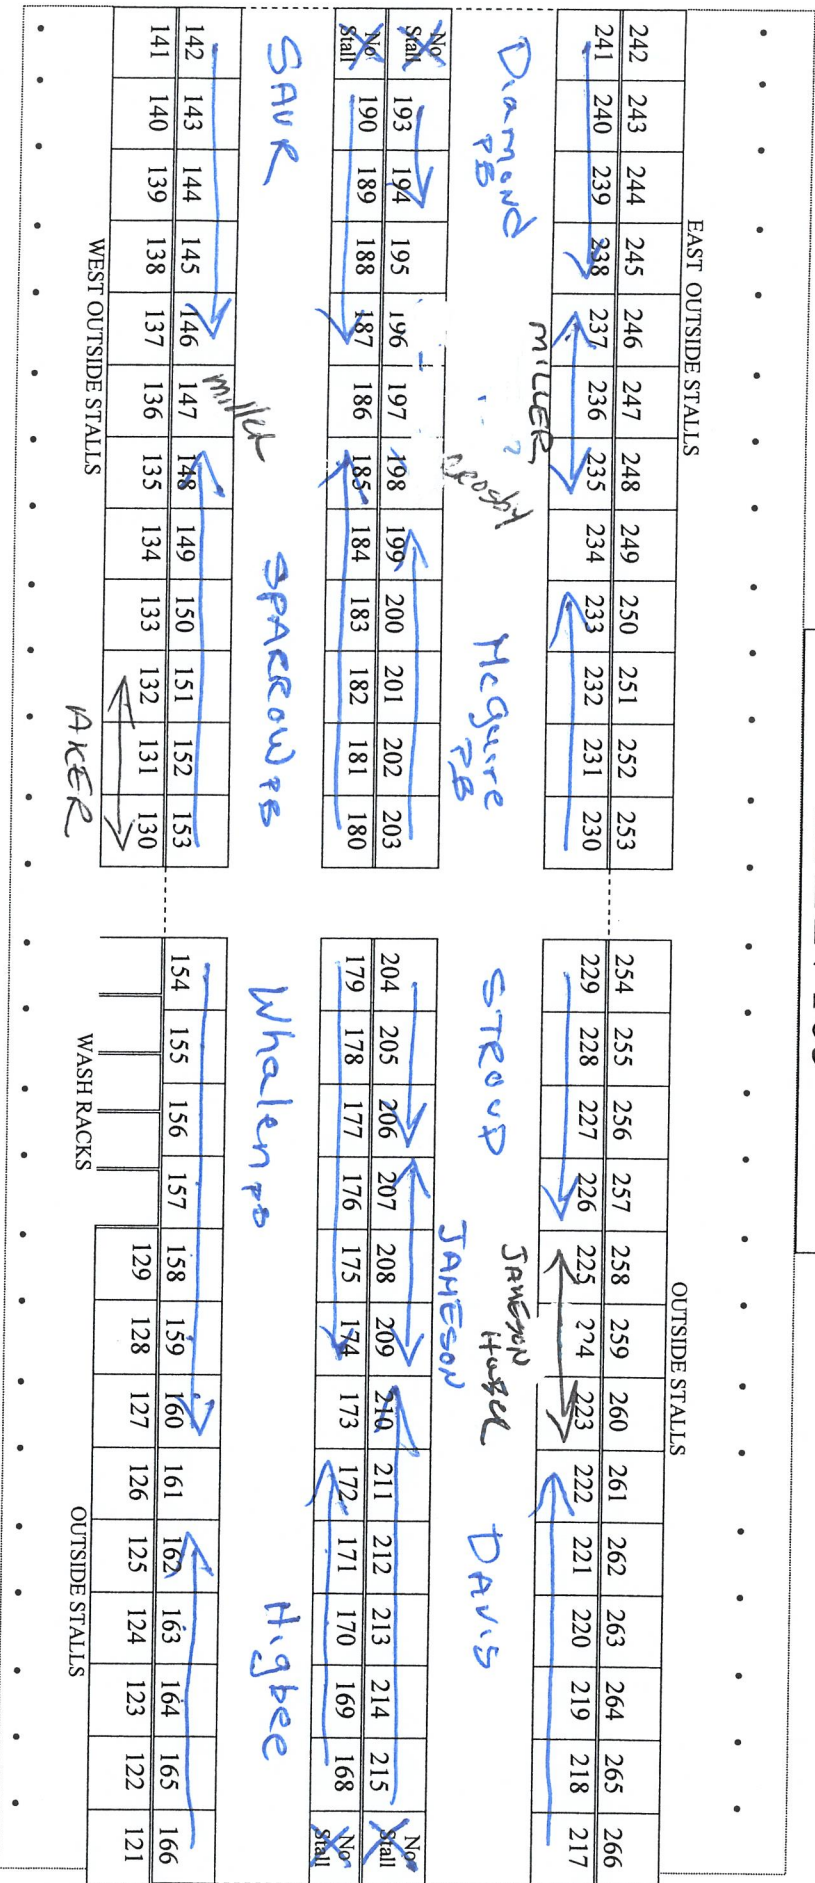 EAST OUTSIDE STALLS
OUTSIDE STALLS
242 243 244 245 246 247 248 249 250 251 252 253
254 255 256 257 258 259 260 261 262 263 264 265 266
241 240 239 238 237 236 235 234 233 232 231 230
229 228 227 226 225 224 223 222 221 220 219 218 217
MILLER
JAMESON
HUBER
Diamond
PB
McGuire
PB
STROUD
DAVIS
Crosby
JAMESON
No Stall 193 194 195 196 197 198 199 200 201 202 203
204 205 206 207 208 209 210 211 212 213 214 215 No Stall
No Stall 190 189 188 187 186 185 184 183 182 181 180
179 178 177 176 175 174 173 172 171 170 169 168 No Stall
SAUR
SPARROW PB
Whalen PB
Higbee
Miller
142 143 144 145 146 147 148 149 150 151 152 153
154 155 156 157 158 159 160 161 162 163 164 165 166
141 140 139 138 137 136 135 134 133 132 131 130
129 128 127 126 125 124 123 122 121
AKER
WEST OUTSIDE STALLS
WASH RACKS
OUTSIDE STALLS